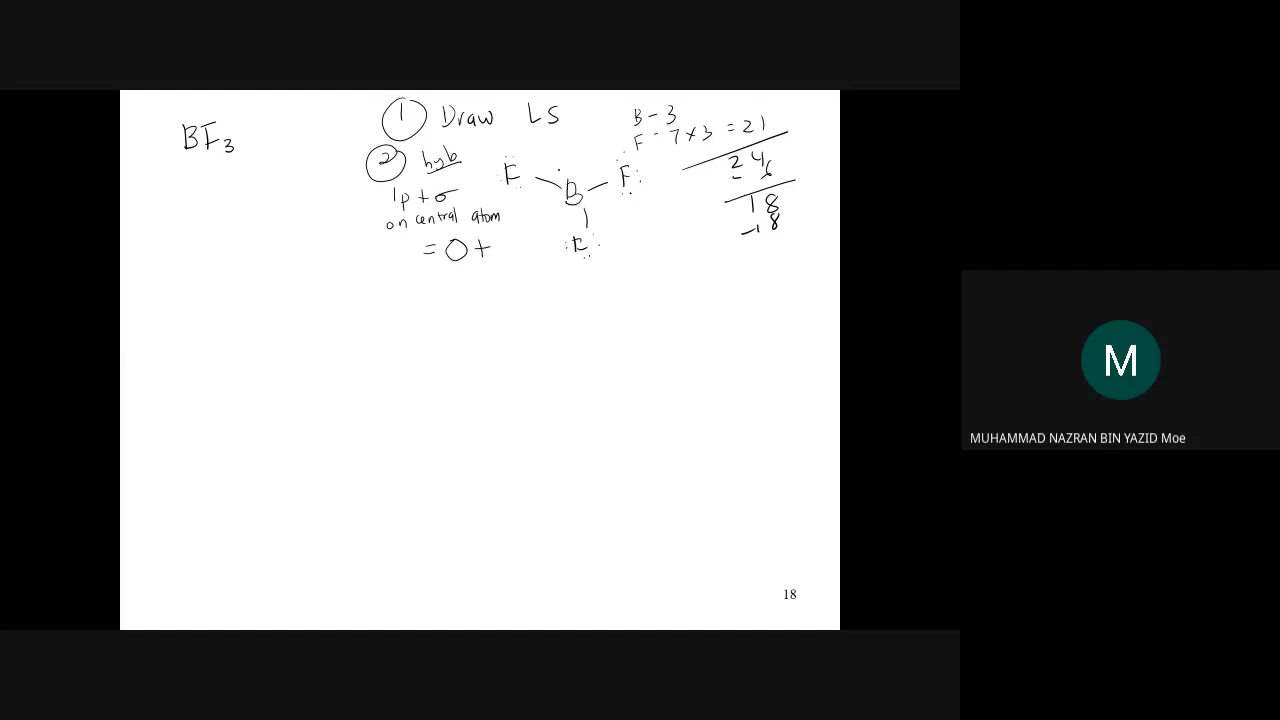 BF3
① Draw LS
② hyb
lp + σ
on central atom
= 0 +
F B F
F
B - 3
F - 7 x 3 = 21
24
- 6
18
- 18
18
M
MUHAMMAD NAZRAN BIN YAZID Moe